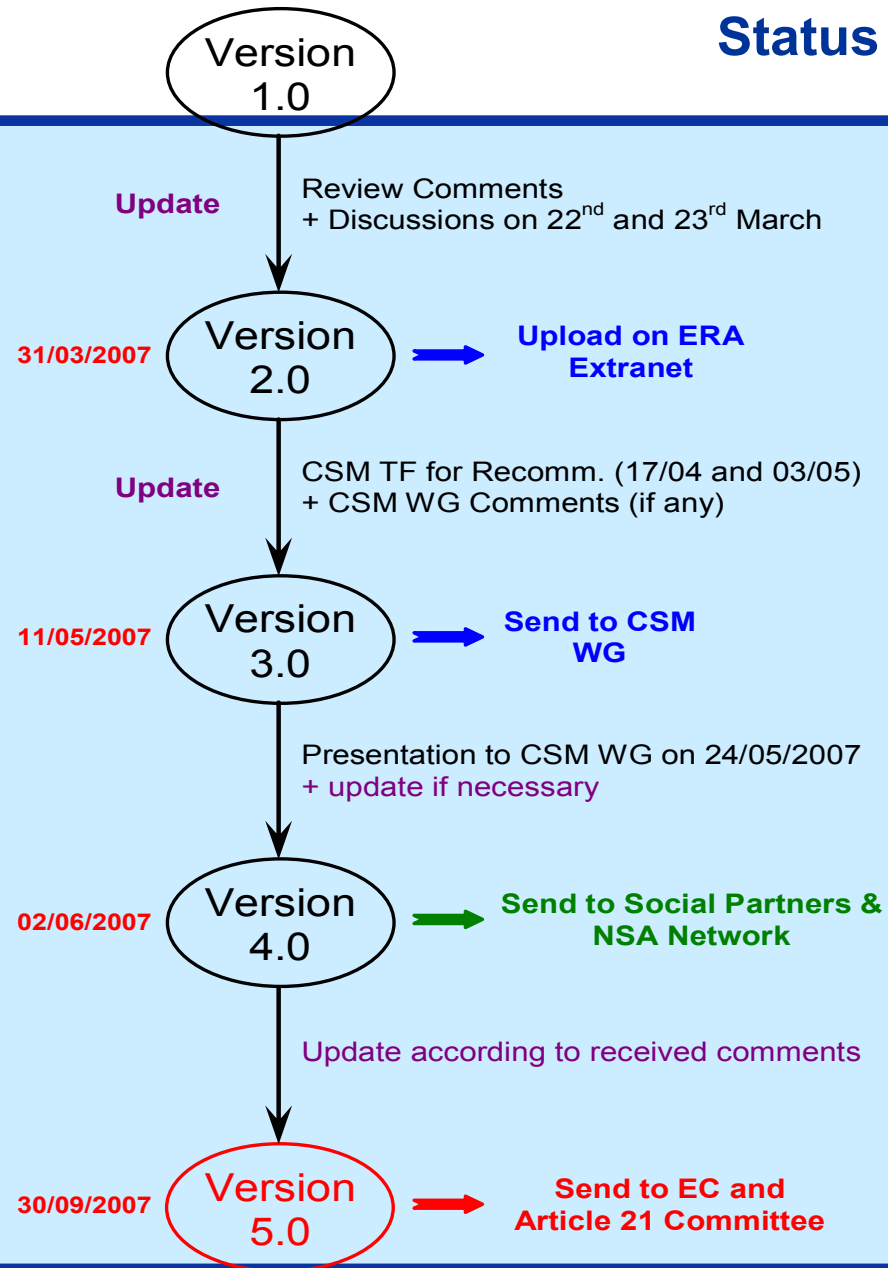 Status
Version
1.0
Update
Review Comments
+ Discussions on 22nd and 23rd March
31/03/2007
Version
2.0
Upload on ERA
Extranet
Update
CSM TF for Recomm. (17/04 and 03/05)
+ CSM WG Comments (if any)
11/05/2007
Version
3.0
Send to CSM
WG
Presentation to CSM WG on 24/05/2007
+ update if necessary
02/06/2007
Version
4.0
Send to Social Partners &
NSA Network
Update according to received comments
30/09/2007
Version
5.0
Send to EC and
Article 21 Committee